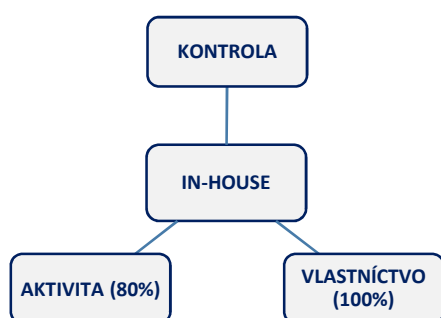 KONTROLA
IN-HOUSE
AKTIVITA (80%)
VLASTNÍCTVO
(100%)